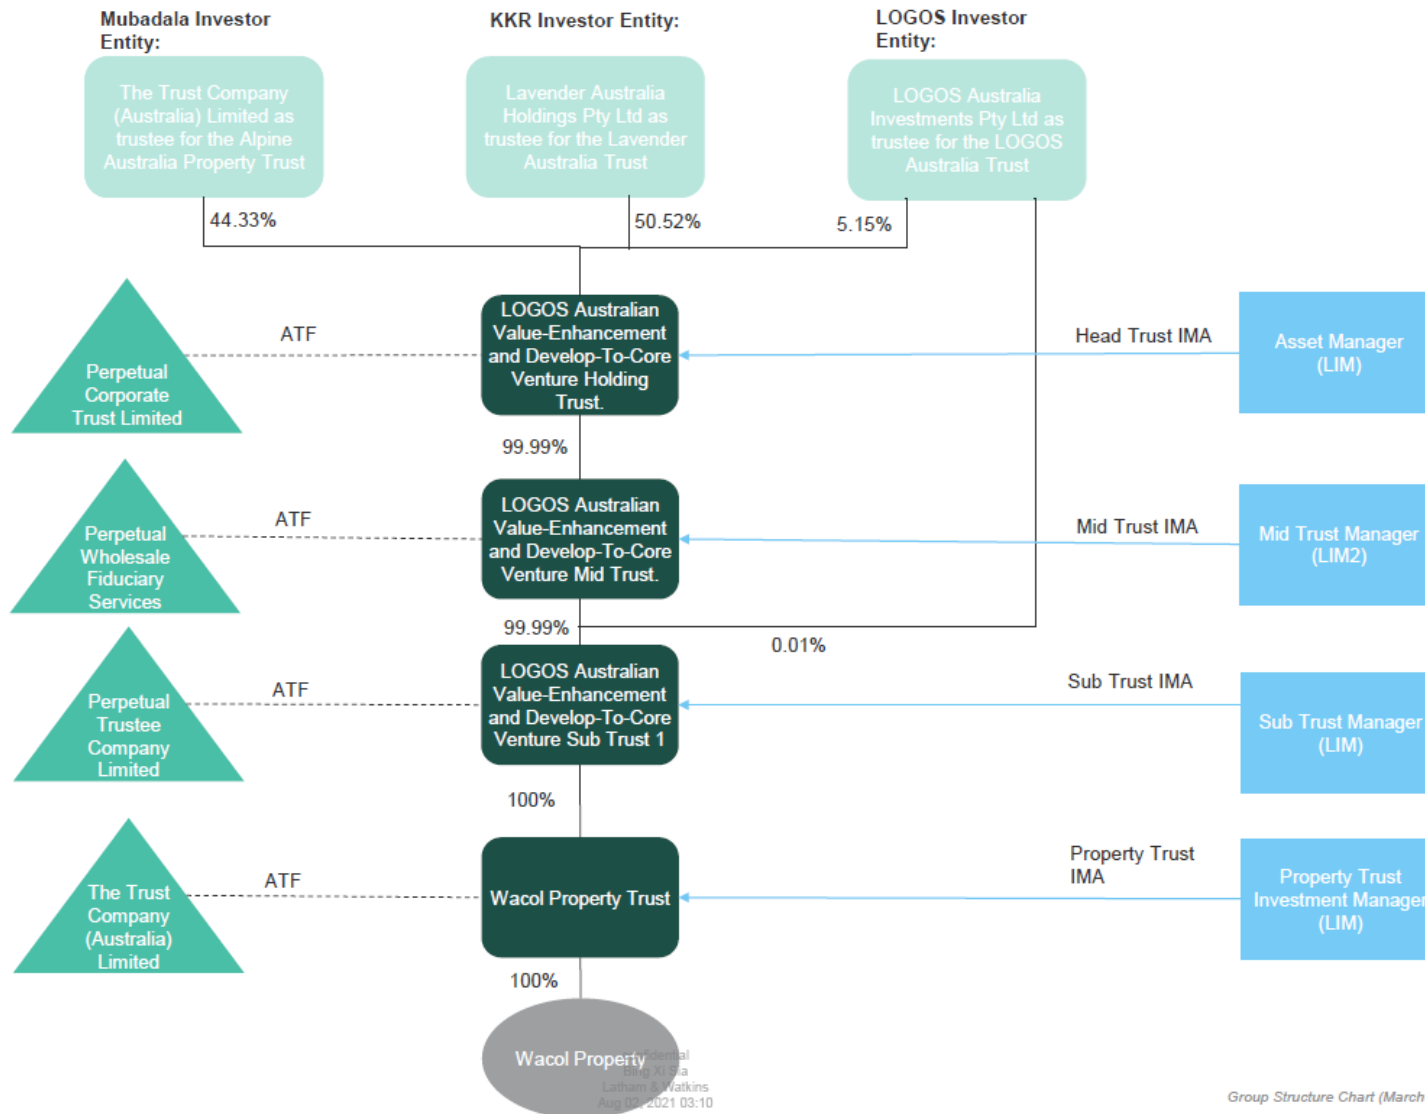 Mubadala Investor
Entity:
KKR Investor Entity:
LOGOS Investor
Entity:
The Trust Company
(Australia) Limited as
trustee for the Alpine
Australia Property Trust
Lavender Australia
Holdings Pty Ltd as
trustee for the Lavender
Australia Trust
LOGOS Australia
Investments Pty Ltd as
trustee for the LOGOS
Australia Trust
44.33%
50.52%
5.15%
Perpetual
Corporate
Trust Limited
ATF
LOGOS Australian
Value-Enhancement
and Develop-To-Core
Venture Holding
Trust.
Head Trust IMA
Asset Manager
(LIM)
99.99%
Perpetual
Wholesale
Fiduciary
Services
ATF
LOGOS Australian
Value-Enhancement
and Develop-To-Core
Venture Mid Trust.
Mid Trust IMA
Mid Trust Manager
(LIM2)
99.99%
0.01%
Perpetual
Trustee
Company
Limited
ATF
LOGOS Australian
Value-Enhancement
and Develop-To-Core
Venture Sub Trust 1
Sub Trust IMA
Sub Trust Manager
(LIM)
100%
The Trust
Company
(Australia)
Limited
ATF
Wacol Property Trust
Property Trust
IMA
Property Trust
Investment Manager
(LIM)
100%
Wacol Property
Bing Xi Sia
Latham & Watkins
Aug 02, 2021 03:10
Group Structure Chart (March